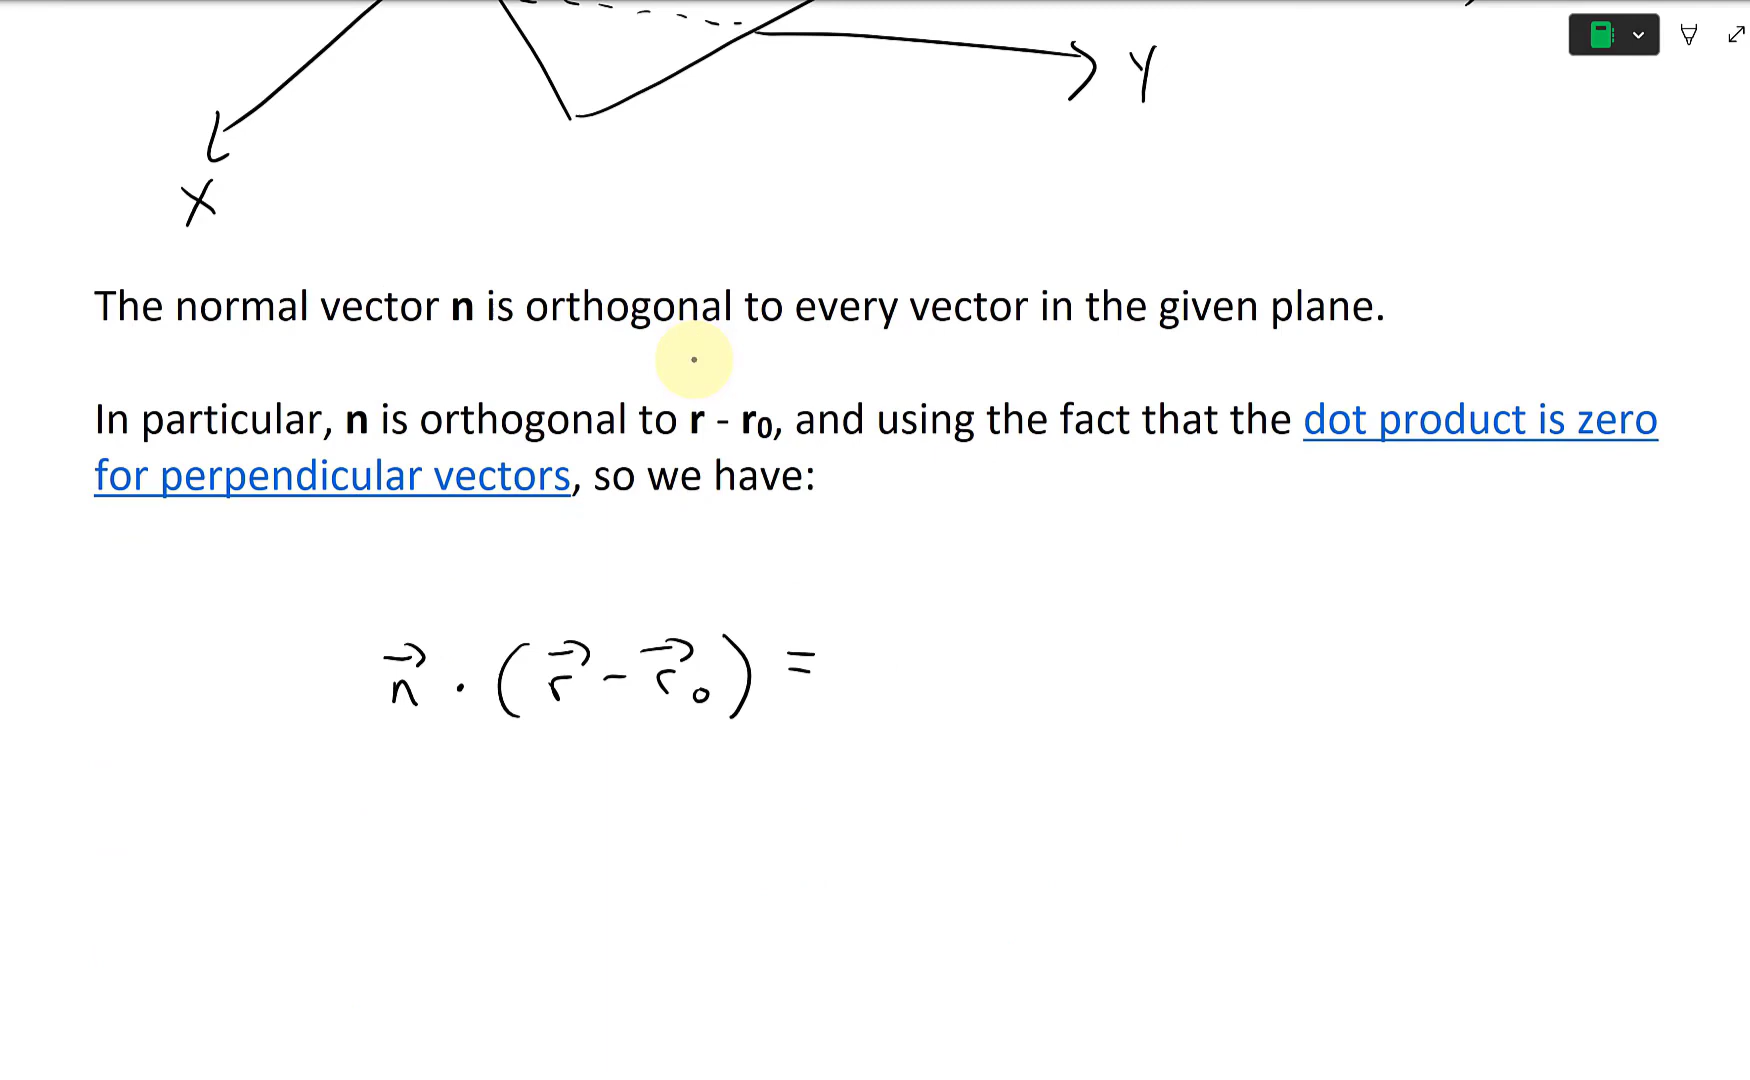 Y
X
The normal vector n is orthogonal to every vector in the given plane.
In particular, n is orthogonal to r - r₀, and using the fact that the dot product is zero
for perpendicular vectors, so we have:
n⃗ · (r⃗ - r⃗₀) =